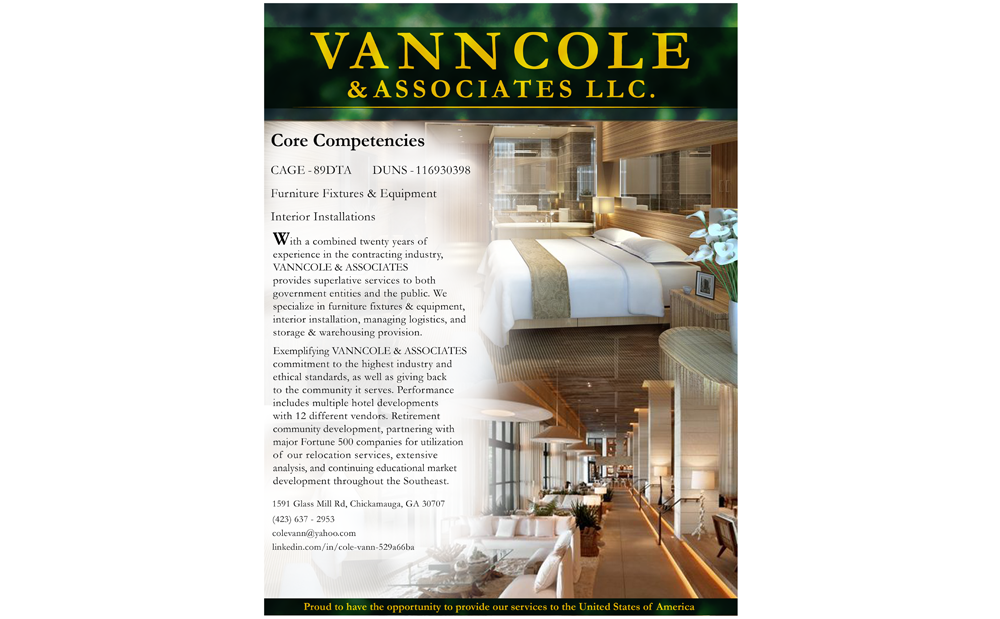 VANNCOLE
& ASSOCIATES LLC.
Core Competencies
CAGE - 89DTA DUNS - 116930398
Furniture Fixtures & Equipment
Interior Installations
With a combined twenty years of
experience in the contracting industry,
VANNCOLE & ASSOCIATES
provides superlative services to both
government entities and the public. We
specialize in furniture fixtures & equipment,
interior installation, managing logistics, and
storage & warehousing provision.
Exemplifying VANNCOLE & ASSOCIATES
commitment to the highest industry and
ethical standards, as well as giving back
to the community it serves. Performance
includes multiple hotel developments
with 12 different vendors. Retirement
community development, partnering with
major Fortune 500 companies for utilization
of our relocation services, extensive
analysis, and continuing educational market
development throughout the Southeast.
1591 Glass Mill Rd, Chickamauga, GA 30707
(423) 637 - 2953
colevann@yahoo.com
linkedin.com/in/cole-vann-529a66ba
Proud to have the opportunity to provide our services to the United States of America